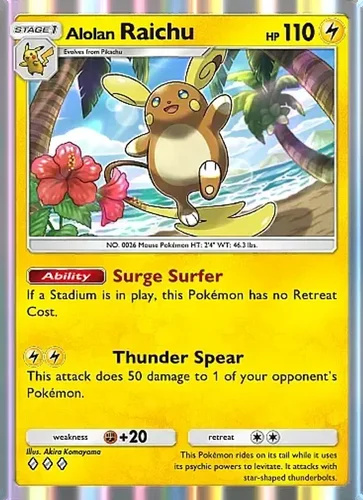 STAGE 1 Alolan Raichu HP 110
Evolves from Pikachu
NO. 0026 Mouse Pokémon HT: 2'4" WT: 46.3 lbs.
Ability Surge Surfer
If a Stadium is in play, this Pokémon has no Retreat
Cost.
Thunder Spear
This attack does 50 damage to 1 of your opponent's
Pokémon.
weakness +20 retreat
Illus. Akira Komayama
This Pokémon rides on its tail while it uses
its psychic powers to levitate. It attacks with
star-shaped thunderbolts.